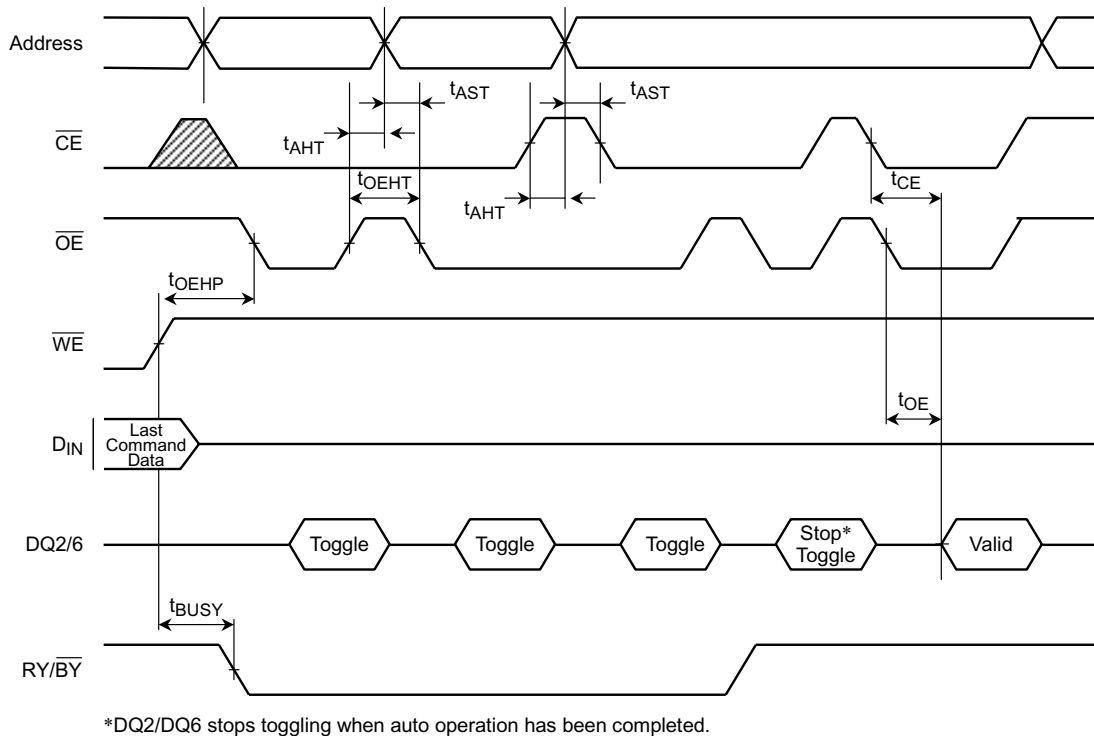 Address
tAST
tAST
CE
tAHT
tCE
tOEHT
tAHT
OE
tOEHP
WE
tOE
DIN
Last
Command
Data
DQ2/6
Toggle
Toggle
Toggle
Stop*
Toggle
Valid
tBUSY
RY/BY
*DQ2/DQ6 stops toggling when auto operation has been completed.